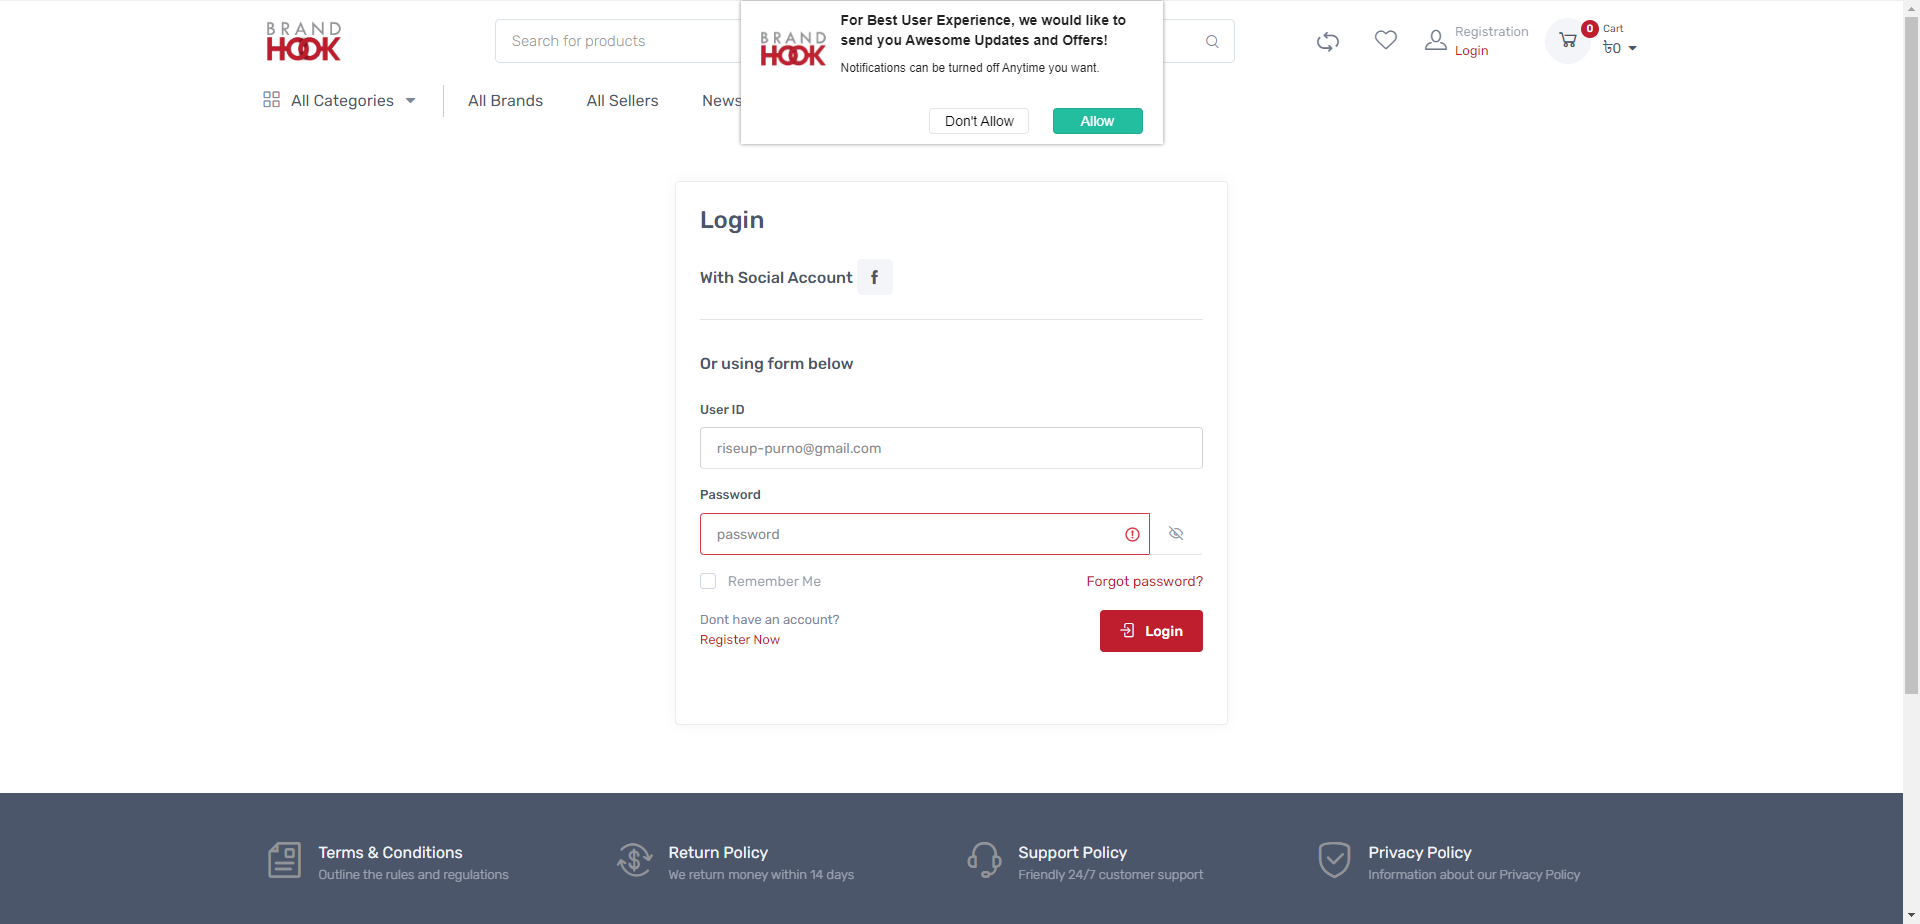 BRAND
HOOK
Search for products
BRAND
HOOK
For Best User Experience, we would like to
send you Awesome Updates and Offers!
Notifications can be turned off Anytime you want.
Don't Allow
Allow
Registration
Login
0
Cart
৳0
All Categories
All Brands
All Sellers
News
Login
With Social Account
f
Or using form below
User ID
riseup-purno@gmail.com
Password
password
Remember Me
Forgot password?
Dont have an account?
Register Now
Login
Terms & Conditions
Outline the rules and regulations
Return Policy
We return money within 14 days
Support Policy
Friendly 24/7 customer support
Privacy Policy
Information about our Privacy Policy